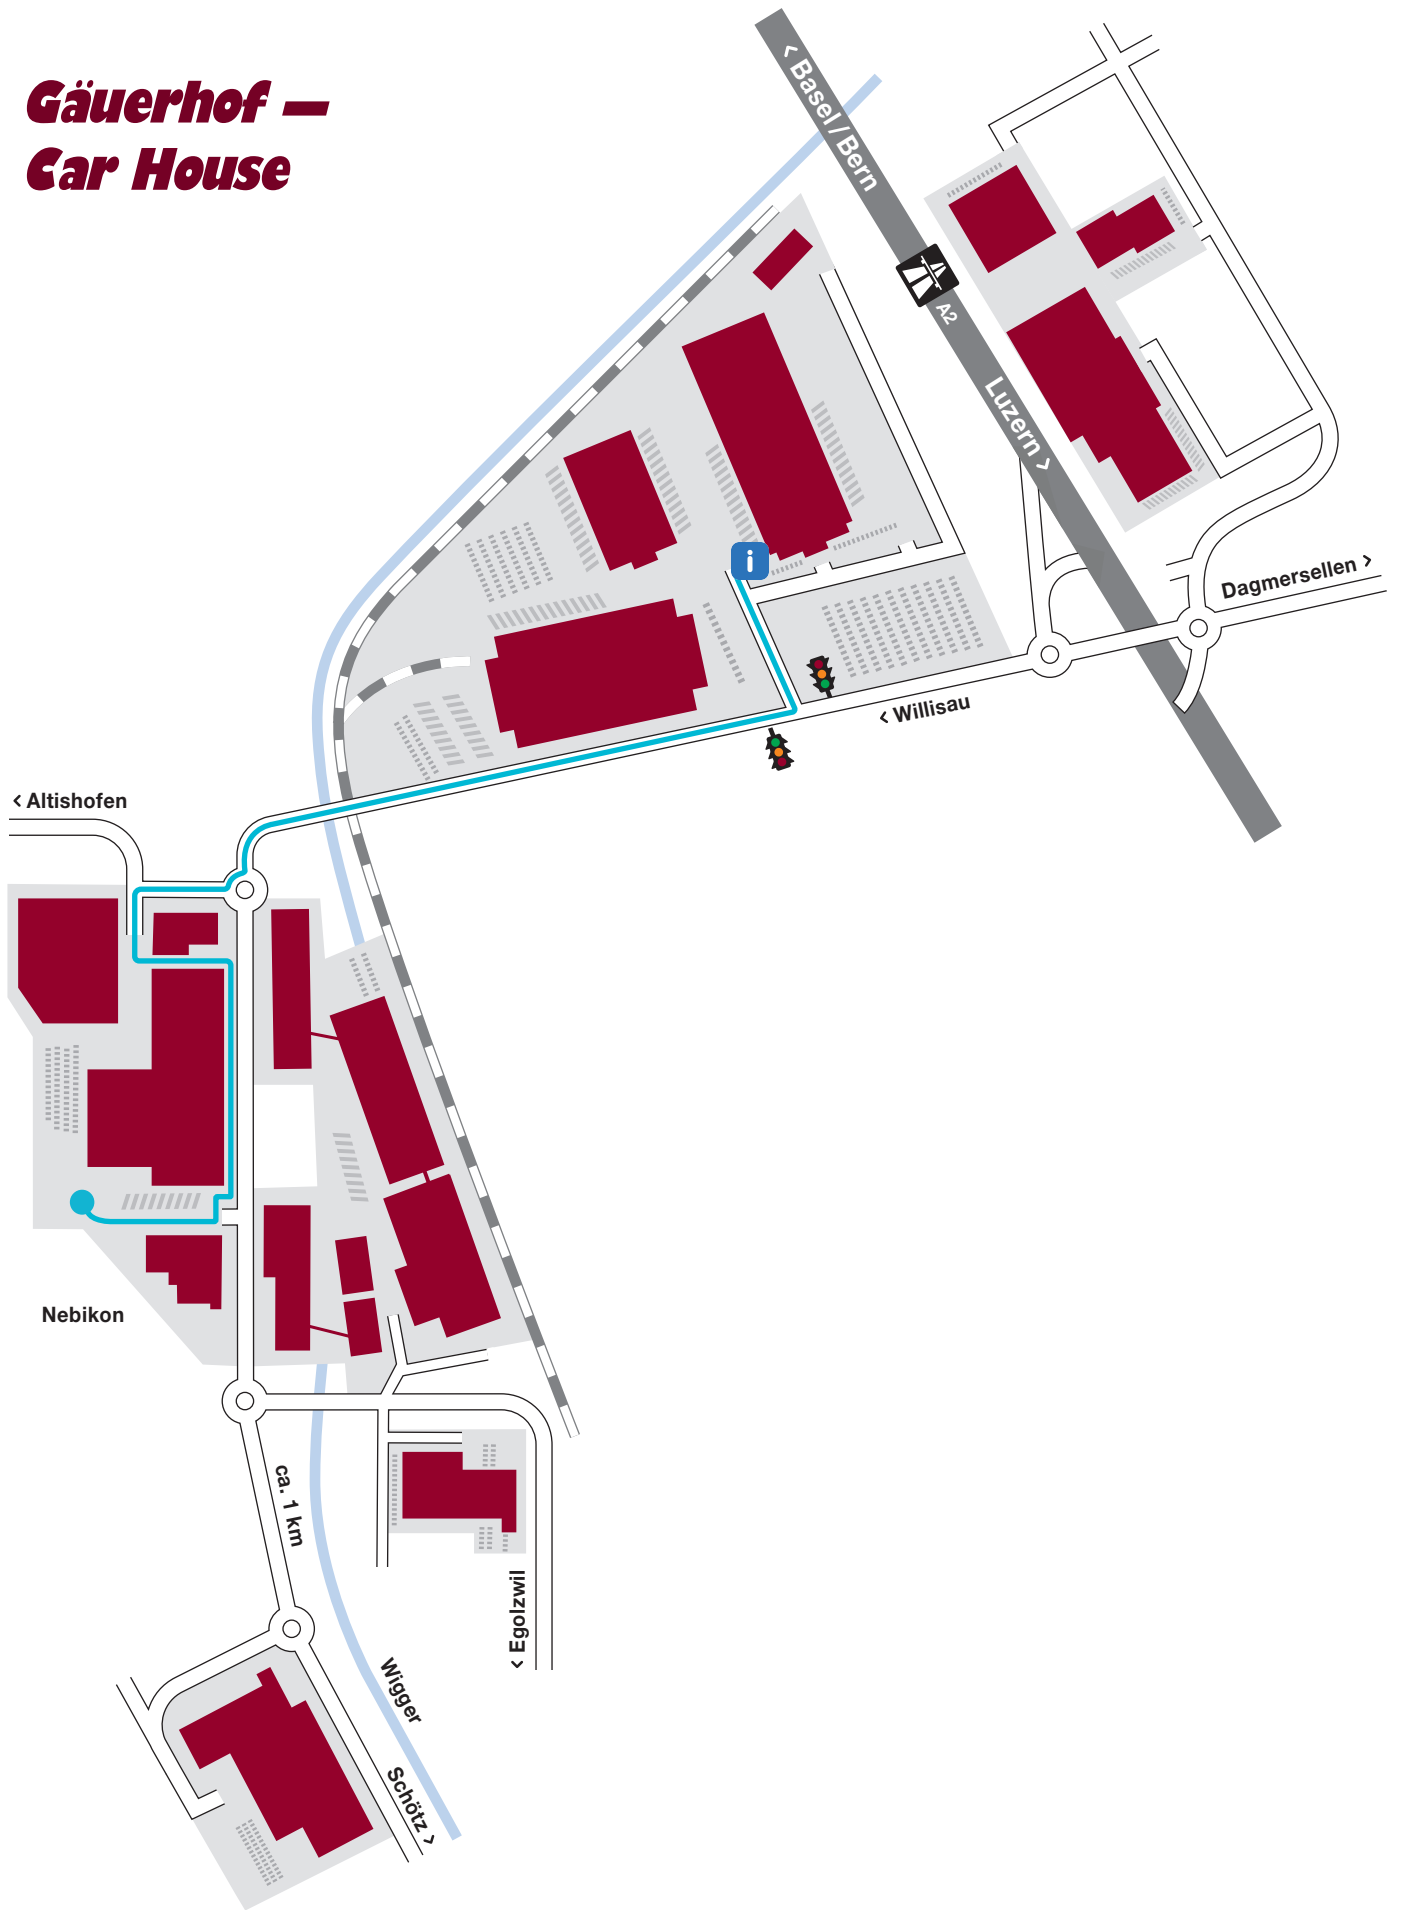 Gäuerhof —
Car House
< Basel/Bern
A2
Luzern >
Dagmersellen >
< Willisau
< Altishofen
Nebikon
ca. 1 km
< Egolzwil
Wigger
Schötz >
i